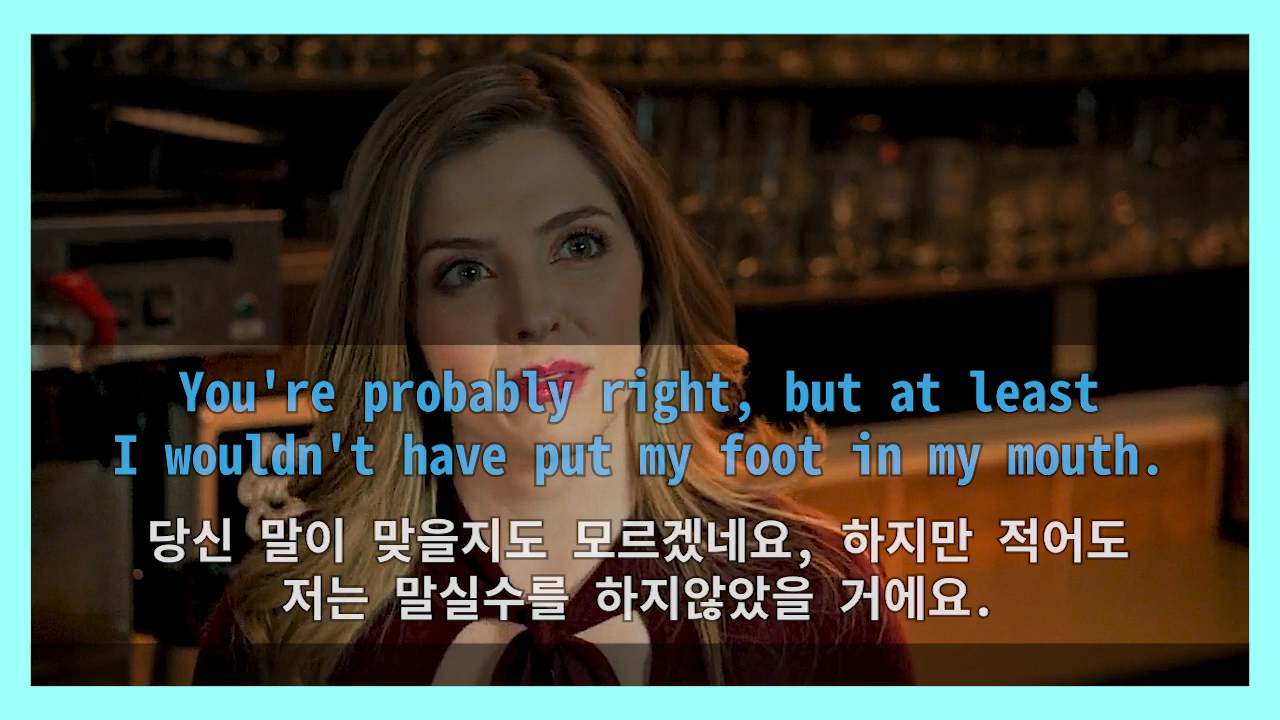 You're probably right, but at least
I wouldn't have put my foot in my mouth.
당신 말이 맞을지도 모르겠네요, 하지만 적어도
저는 말실수를 하지않았을 거에요.